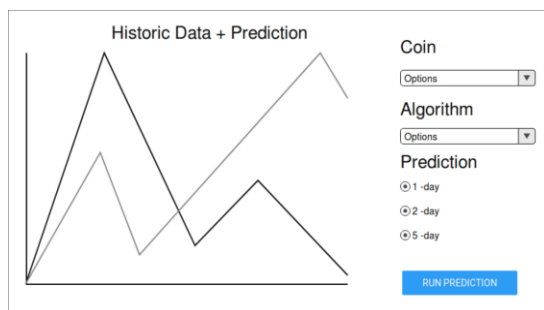 Historic Data + Prediction
Coin
Options
Algorithm
Options
Prediction
1 -day
2 -day
5 -day
RUN PREDICTION